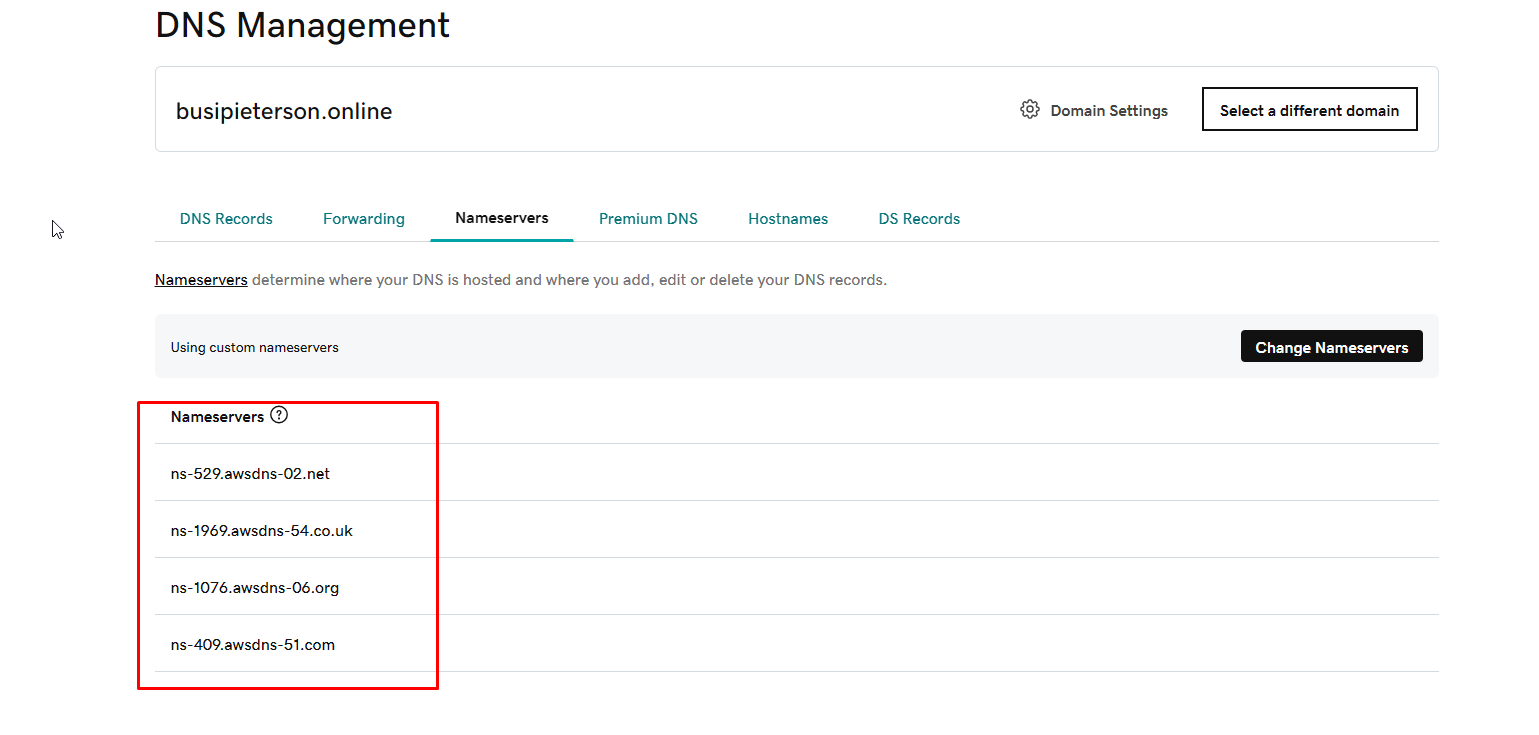 DNS Management
busipieterson.online
Domain Settings
Select a different domain
DNS Records
Forwarding
Nameservers
Premium DNS
Hostnames
DS Records
Nameservers determine where your DNS is hosted and where you add, edit or delete your DNS records.
Using custom nameservers
Change Nameservers
Nameservers ?
ns-529.awsdns-02.net
ns-1969.awsdns-54.co.uk
ns-1076.awsdns-06.org
ns-409.awsdns-51.com